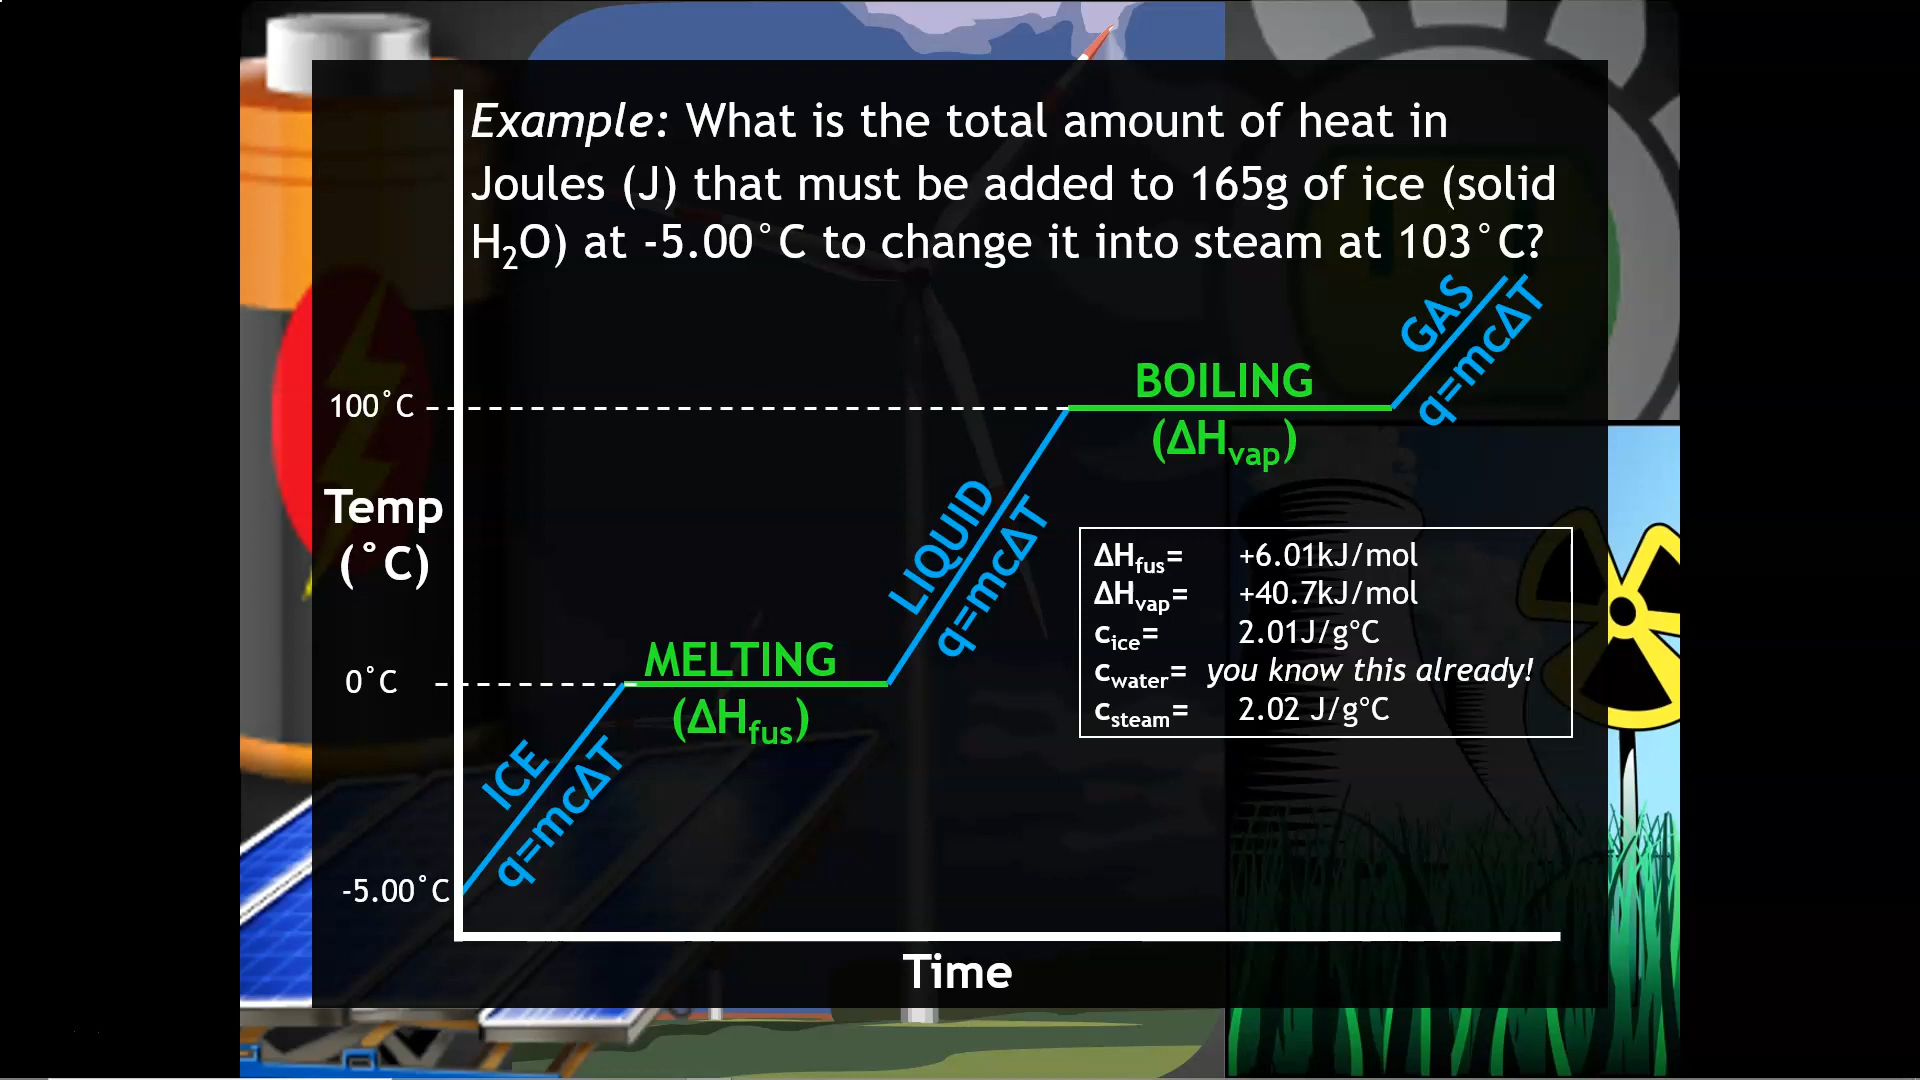 Example: What is the total amount of heat in
Joules (J) that must be added to 165g of ice (solid
H₂O) at -5.00˚C to change it into steam at 103˚C?
GAS
q=mcΔT
BOILING
(ΔHvap)
100˚C
LIQUID
q=mcΔT
Temp
(˚C)
ΔHfus= +6.01kJ/mol
ΔHvap= +40.7kJ/mol
cice= 2.01J/g°C
cwater= you know this already!
csteam= 2.02 J/g°C
MELTING
(ΔHfus)
0˚C
ICE
q=mcΔT
-5.00˚C
Time